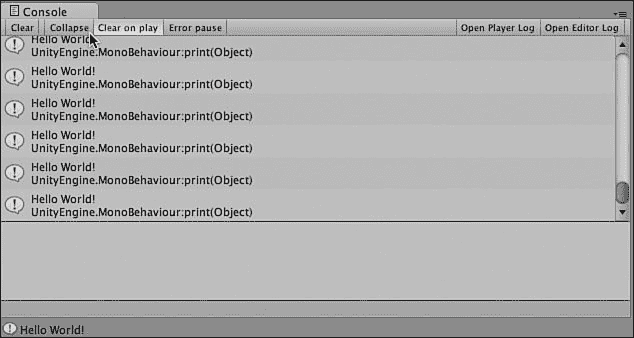 Console
Clear Collapse Clear on play Error pause Open Player Log Open Editor Log
Hello World!
UnityEngine.MonoBehaviour:print(Object)
Hello World!
UnityEngine.MonoBehaviour:print(Object)
Hello World!
UnityEngine.MonoBehaviour:print(Object)
Hello World!
UnityEngine.MonoBehaviour:print(Object)
Hello World!
UnityEngine.MonoBehaviour:print(Object)
Hello World!
UnityEngine.MonoBehaviour:print(Object)
Hello World!